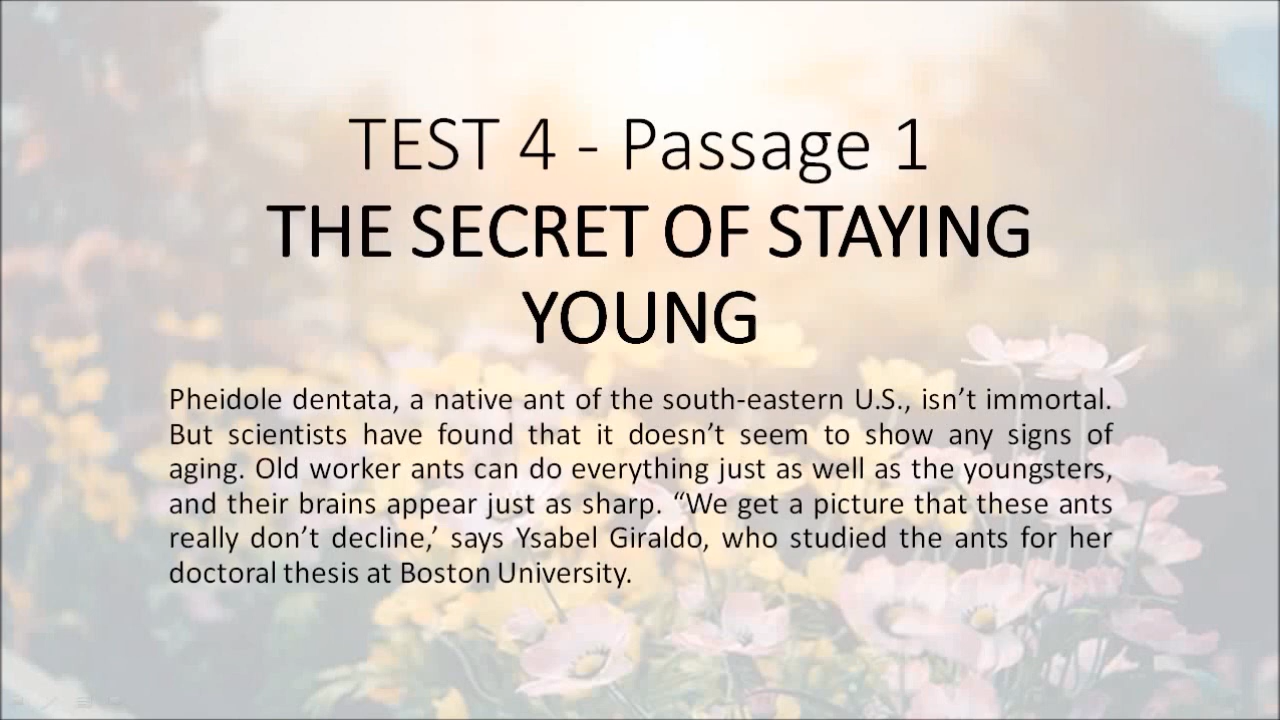 TEST 4 - Passage 1
THE SECRET OF STAYING
YOUNG
Pheidole dentata, a native ant of the south-eastern U.S., isn’t immortal.
But scientists have found that it doesn’t seem to show any signs of
aging. Old worker ants can do everything just as well as the youngsters,
and their brains appear just as sharp. “We get a picture that these ants
really don’t decline,’ says Ysabel Giraldo, who studied the ants for her
doctoral thesis at Boston University.